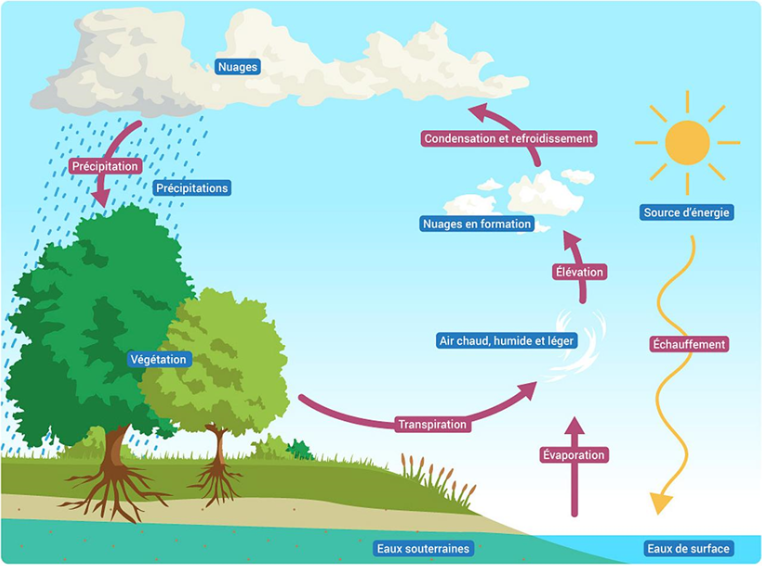 Nuages
Condensation et refroidissement
Précipitation
Précipitations
Source d'énergie
Nuages en formation
Élévation
Air chaud, humide et léger
Échauffement
Végétation
Transpiration
Évaporation
Eaux souterraines
Eaux de surface